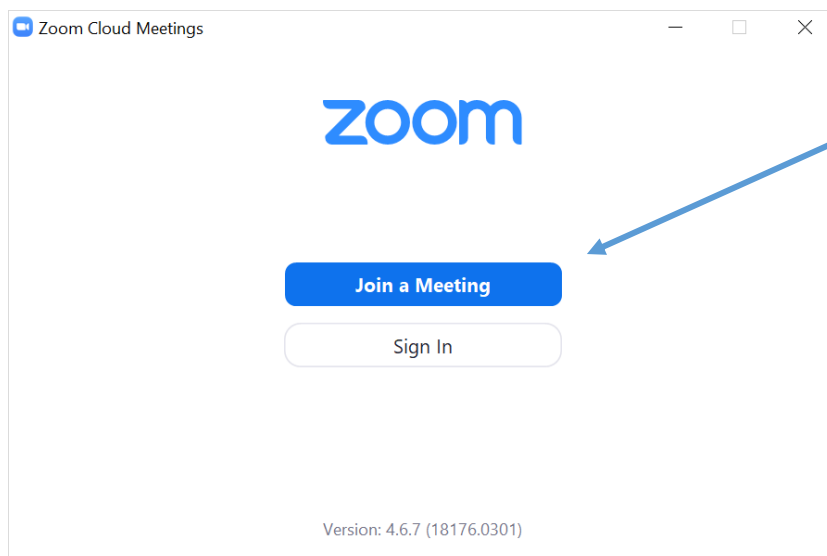 Zoom Cloud Meetings
zoom
Join a Meeting
Sign In
Version: 4.6.7 (18176.0301)